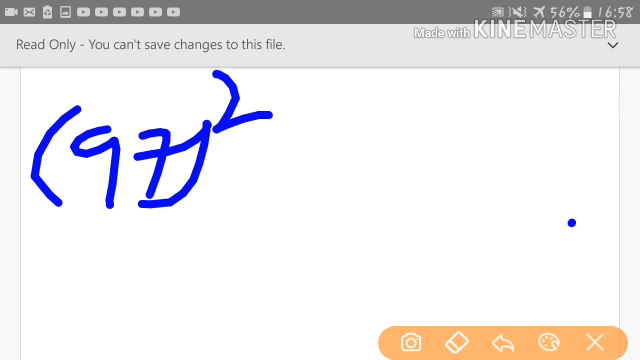 56% 16:58
Made with KINEMASTER
Read Only - You can't save changes to this file.
(97)²